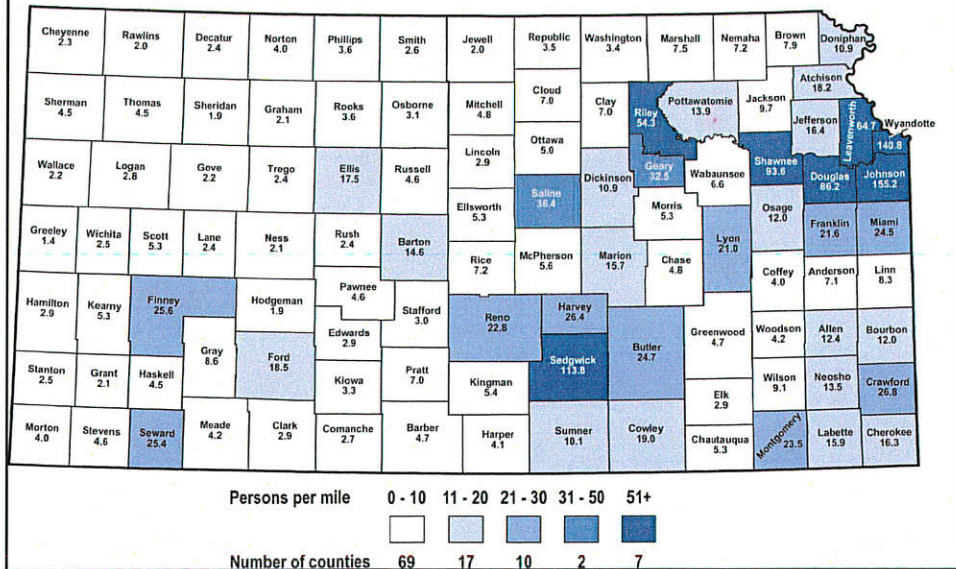 Cheyenne
2.3
Rawlins
2.0
Decatur
2.4
Norton
4.0
Phillips
3.6
Smith
2.6
Jewell
2.0
Republic
3.5
Washington
3.4
Marshall
7.5
Nemaha
7.2
Brown
7.9
Doniphan
10.9
Atchison
18.2
Sherman
4.5
Thomas
4.5
Sheridan
1.9
Graham
2.1
Rooks
3.6
Osborne
3.1
Mitchell
4.8
Cloud
7.0
Clay
7.0
Riley
54.3
Pottawatomie
13.9
Jackson
9.7
Jefferson
16.4
Leavenworth
64.7
Wyandotte
140.8
Ottawa
5.0
Lincoln
2.9
Wallace
2.2
Logan
2.8
Gove
2.2
Trego
2.4
Ellis
17.5
Russell
4.6
Saline
36.4
Dickinson
10.9
Geary
32.5
Wabaunsee
6.6
Shawnee
93.6
Douglas
86.2
Johnson
155.2
Ellsworth
5.3
Morris
5.3
Osage
12.0
Franklin
21.6
Miami
24.5
Greeley
1.4
Wichita
2.5
Scott
5.3
Lane
2.4
Ness
2.1
Rush
2.4
Barton
14.6
Rice
7.2
McPherson
5.6
Marion
15.7
Chase
4.8
Lyon
21.0
Coffey
4.0
Anderson
7.1
Linn
8.3
Hamilton
2.9
Kearny
5.3
Finney
25.6
Hodgeman
1.9
Pawnee
4.6
Stafford
3.0
Reno
22.8
Harvey
26.4
Butler
24.7
Greenwood
4.7
Woodson
4.2
Allen
12.4
Bourbon
12.0
Edwards
2.9
Gray
8.6
Ford
18.5
Sedgwick
113.8
Stanton
2.5
Grant
2.1
Haskell
4.5
Kiowa
3.3
Pratt
7.0
Kingman
5.4
Elk
2.9
Wilson
9.1
Neosho
13.5
Crawford
26.8
Morton
4.0
Stevens
4.6
Seward
25.4
Meade
4.2
Clark
2.9
Comanche
2.7
Barber
4.7
Harper
4.1
Sumner
10.1
Cowley
19.0
Chautauqua
5.3
Montgomery
23.5
Labette
15.9
Cherokee
16.3
Persons per mile 0 - 10 11 - 20 21 - 30 31 - 50 51+
Number of counties 69 17 10 2 7